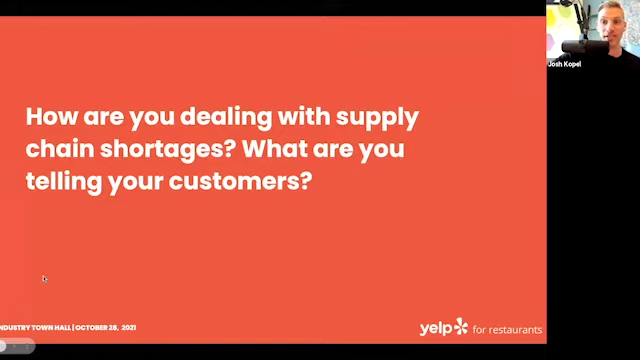 Josh Kopel
How are you dealing with supply
chain shortages? What are you
telling your customers?
NDUSTRY TOWN HALL | OCTOBER 28, 2021
yelp for restaurants